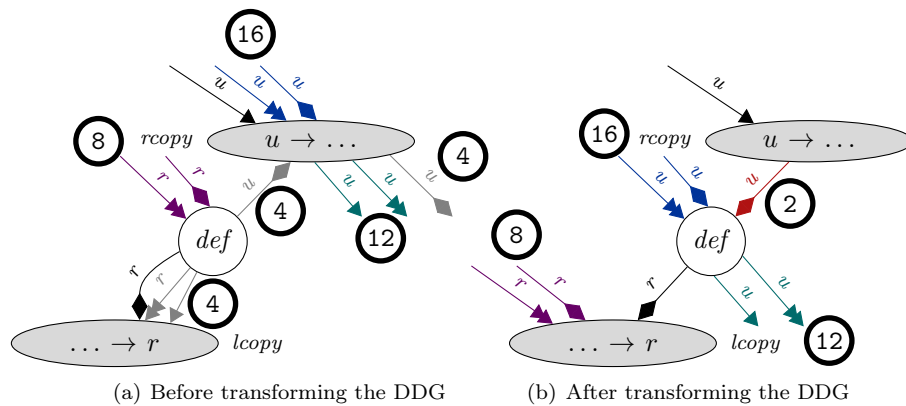 16
u
u
u
8
rcopy
r
r
u → ...
4
u
4
u
u
u
12
def
r
r
4
... → r
lcopy
(a) Before transforming the DDG
u
16
rcopy
u
u
u → ...
u
2
8
r
r
def
r
u
u
... → r
lcopy
12
(b) After transforming the DDG